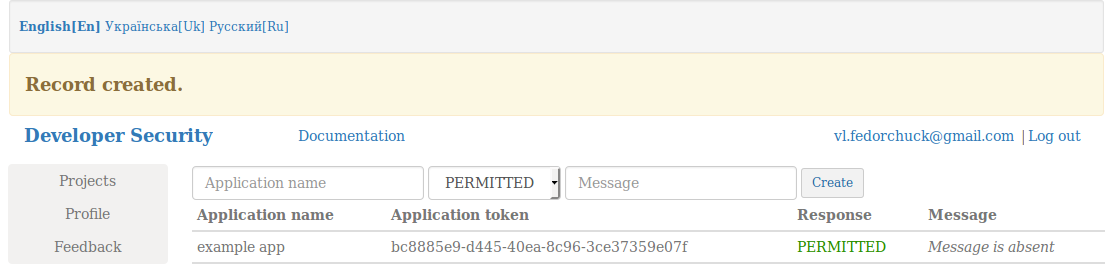 English[En] Українська[Uk] Русский[Ru]
Record created.
Developer Security Documentation vl.fedorchuck@gmail.com | Log out
Projects
Profile
Feedback
Application name PERMITTED Message Create
Application name Application token Response Message
example app bc8885e9-d445-40ea-8c96-3ce37359e07f PERMITTED Message is absent